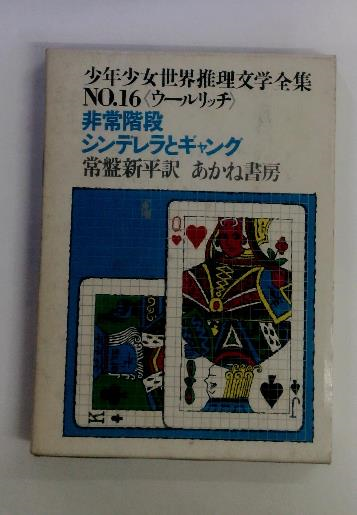 少年少女世界推理文学全集
NO.16〈ウールリッチ〉
非常階段
シンデレラとギャング
常盤新平訳 あかね書房
Q
K